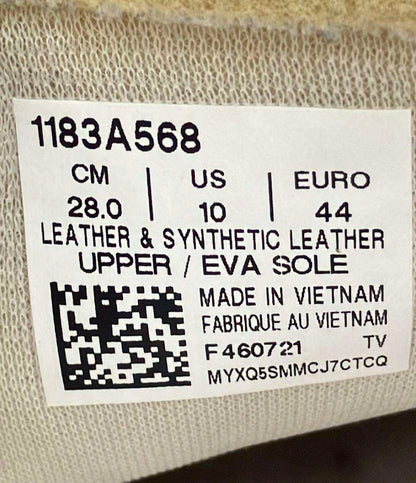 1183A568
CM | US | EURO
28.0 | 10 | 44
LEATHER & SYNTHETIC LEATHER
UPPER / EVA SOLE
MADE IN VIETNAM
FABRIQUE AU VIETNAM
F460721 TV
MYXQ5SMMCJ7CTCQ